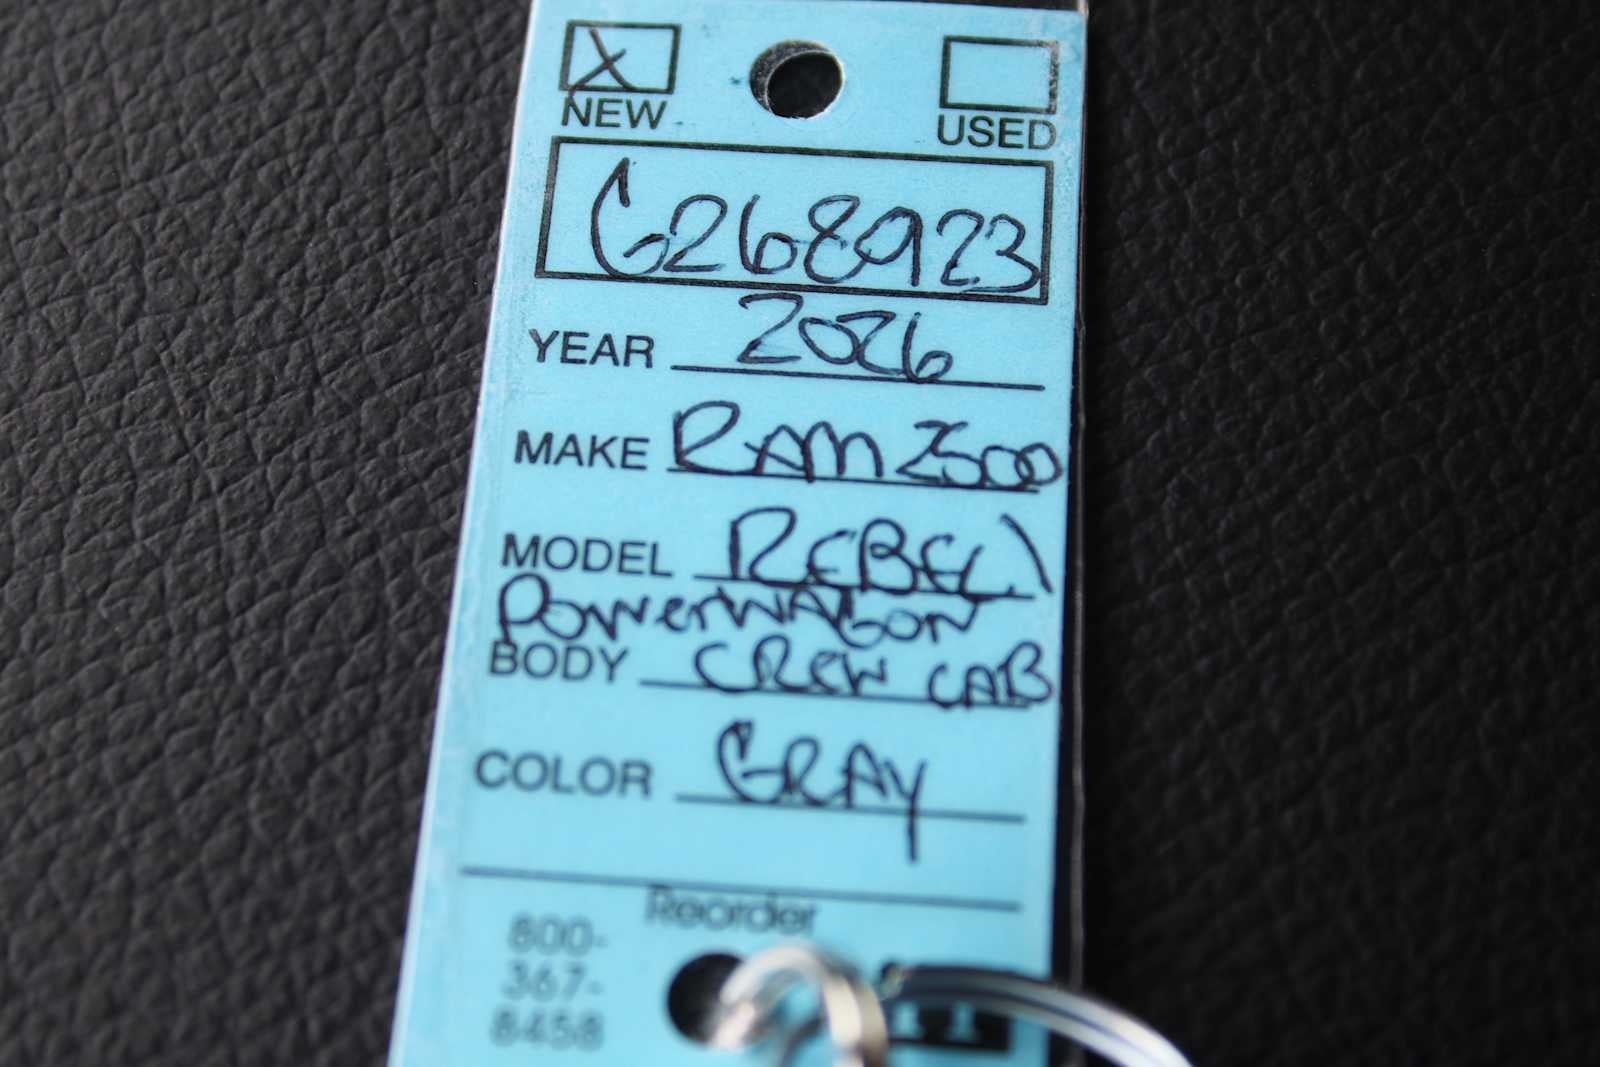 X
NEW
USED
G268923
YEAR 2026
MAKE RAM 2500
MODEL REBEL
POWERWAGON
BODY CREW CAB
COLOR GRAY
Reorder
800-
367-
8458